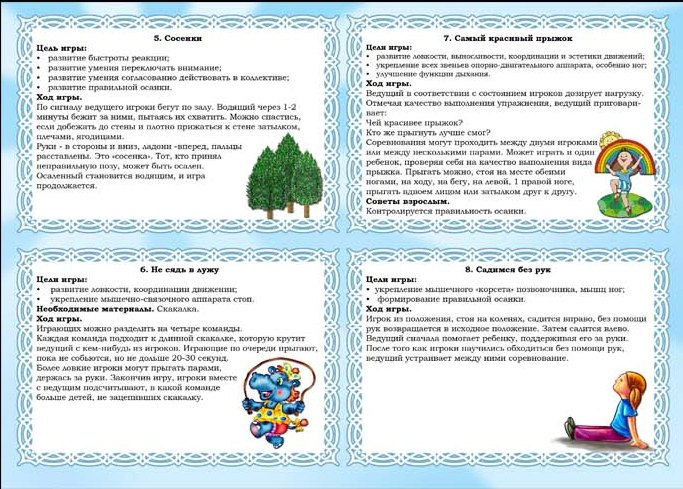 5. Сосенки
Цель игры:
• развитие быстроты реакции;
• развитие умения переключать внимание;
• развитие умения согласованно действовать в коллективе;
• развитие правильной осанки.
Ход игры.
По сигналу ведущего игроки бегут по залу. Водящий через 1-2
минуты бежит за ними, пытаясь их схватить. Можно спастись,
если добежать до стены и плотно прижаться к стене затылком,
плечами, ягодицами.
Руки - в стороны и вниз, ладони -вперед, пальцы
расставлены. Это «сосенка». Тот, кто принял
неправильную позу, может быть осален.
Осаленный становится водящим, и игра
продолжается.
6. Не сядь в лужу
Цели игры:
• развитие ловкости, координации движении;
• укрепление мышечно-связочного аппарата стоп.
Необходимые материалы. Скакалка.
Ход игры.
Играющих можно разделить на четыре команды.
Каждая команда подходит к длинной скакалке, которую крутит
ведущий с кем-нибудь из игроков. Играющие по очереди прыгают,
пока не собьются, но не дольше 20-30 секунд.
Более ловкие игроки могут прыгать парами,
держась за руки. Закончив игру, игроки вместе
с ведущим подсчитывают, в какой команде
больше детей, не зацепивших скакалку.
7. Самый красивый прыжок
Цели игры:
• развитие ловкости, выносливости, координации и эстетики движений;
• укрепление всех звеньев опорно-двигательного аппарата, особенно ног;
• улучшение функции дыхания.
Ход игры.
Ведущий в соответствии с состоянием игроков дозирует нагрузку.
Отмечая качество выполнения упражнения, ведущий приговари-
вает:
Чей красивее прыжок?
Кто же прыгнуть лучше смог?
Соревнования могут проходить между двумя игроками
или между несколькими парами. Может играть и один
ребенок, проверяя себя на качество выполнения вида
прыжка. Прыгать можно, стоя на месте обеими
ногами, на ходу, на бегу, на левой, 1 правой ноге,
прыгать вдвоем лицом или затылком друг к другу.
Советы взрослым.
Контролируется правильность осанки.
8. Садимся без рук
Цели игры:
• укрепление мышечного «корсета» позвоночника, мышц ног;
• формирование правильной осанки.
Ход игры.
Игрок из положения, стоя на коленях, садится вправо, без помощи
рук возвращается в исходное положение. Затем садится влево.
Ведущий сначала помогает ребенку, поддерживая его за руки.
После того как игроки научились обходиться без помощи рук,
ведущий устраивает между ними соревнование.